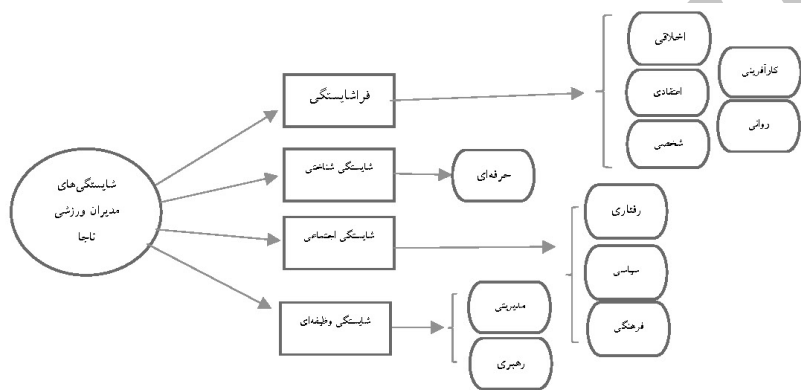 شایستگی‌های
مدیران ورزشی
ناجا
فراشایستگی
اخلاقی
اعتقادی
شخصی
کارآفرینی
روانی
شایستگی شناختی
حرفه‌ای
شایستگی اجتماعی
رفتاری
سیاسی
فرهنگی
شایستگی وظیفه‌ای
مدیریتی
رهبری